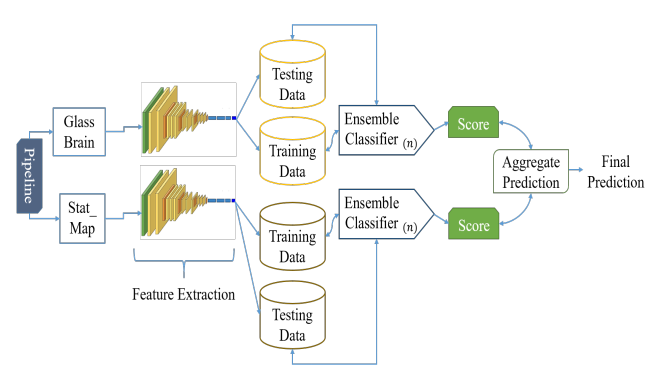 Pipeline
Glass
Brain
Stat_
Map
Feature Extraction
Testing
Data
Training
Data
Training
Data
Testing
Data
Ensemble
Classifier (n)
Ensemble
Classifier (n)
Score
Score
Aggregate
Prediction
Final
Prediction